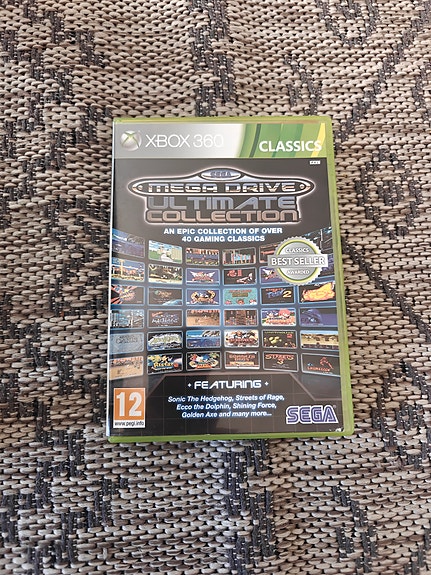 XBOX 360
CLASSICS
SEGA
MEGA DRIVE
ULTIMATE
COLLECTION
AN EPIC COLLECTION OF OVER
40 GAMING CLASSICS
CLASSICS
BEST SELLER
AWARDED
• FEATURING •
Sonic The Hedgehog, Streets of Rage,
Ecco the Dolphin, Shining Force,
Golden Axe and many more...
12
www.pegi.info
SEGA